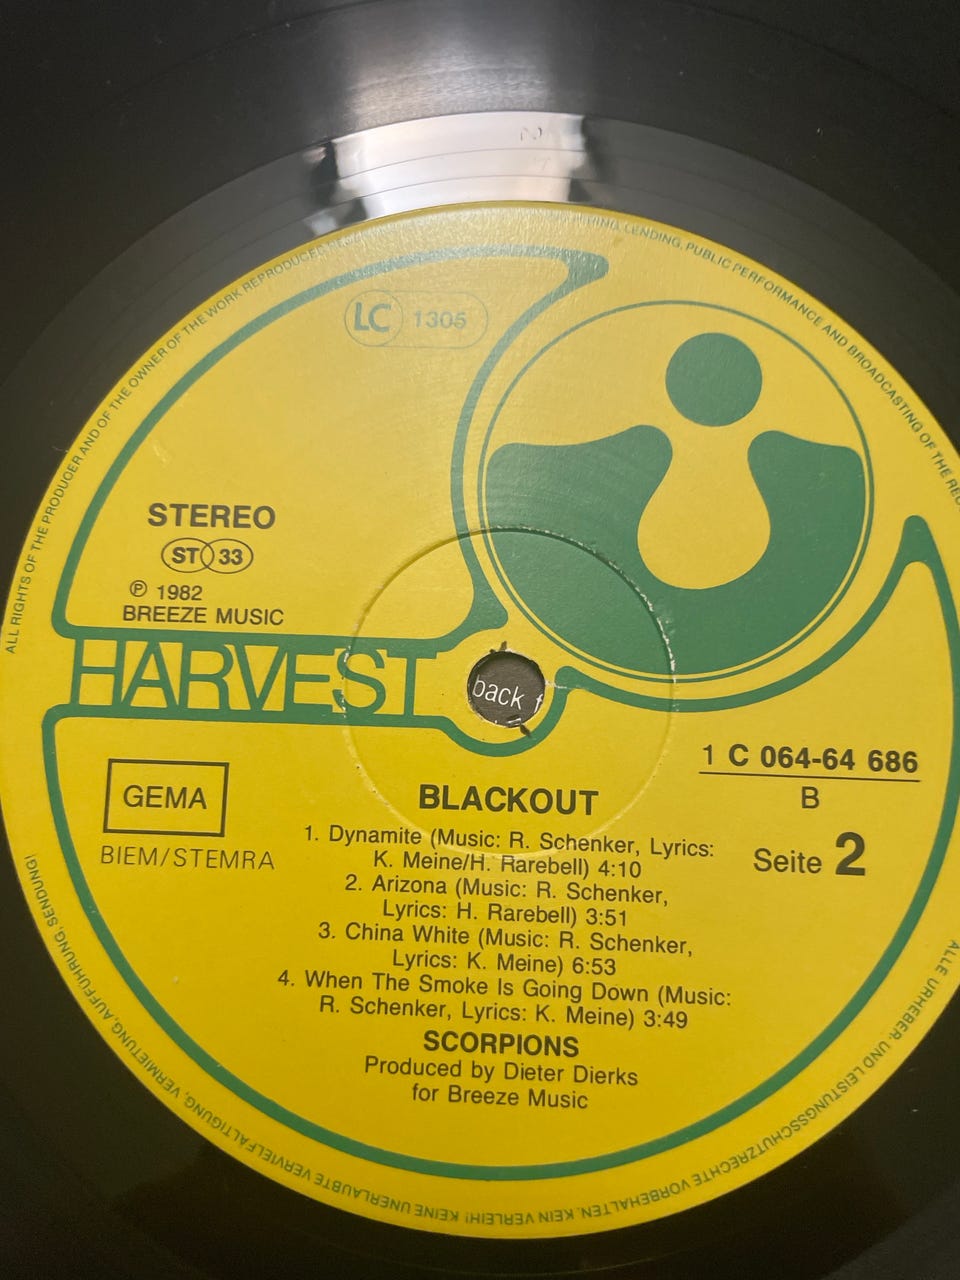 ALL RIGHTS OF THE PRODUCER AND OF THE OWNER OF THE WORK REPRODUCED LENDING, PUBLIC PERFORMANCE AND BROADCASTING OF THE
LC 1305
STEREO
ST 33
℗ 1982
BREEZE MUSIC
HARVEST
back
1 C 064-64 686
B
Seite 2
GEMA
BIEM/STEMRA
BLACKOUT
1. Dynamite (Music: R. Schenker, Lyrics:
K. Meine/H. Rarebell) 4:10
2. Arizona (Music: R. Schenker,
Lyrics: H. Rarebell) 3:51
3. China White (Music: R. Schenker,
Lyrics: K. Meine) 6:53
4. When The Smoke Is Going Down (Music:
R. Schenker, Lyrics: K. Meine) 3:49
SCORPIONS
Produced by Dieter Dierks
for Breeze Music
ALLE URHEBER- UND LEISTUNGSSCHUTZRECHTE VORBEHALTEN. KEIN VERLEIH! KEINE UNERLAUBTE VERVIELFÄLTIGUNG, VERMIETUNG, AUFFÜHRUNG, SENDUNG!